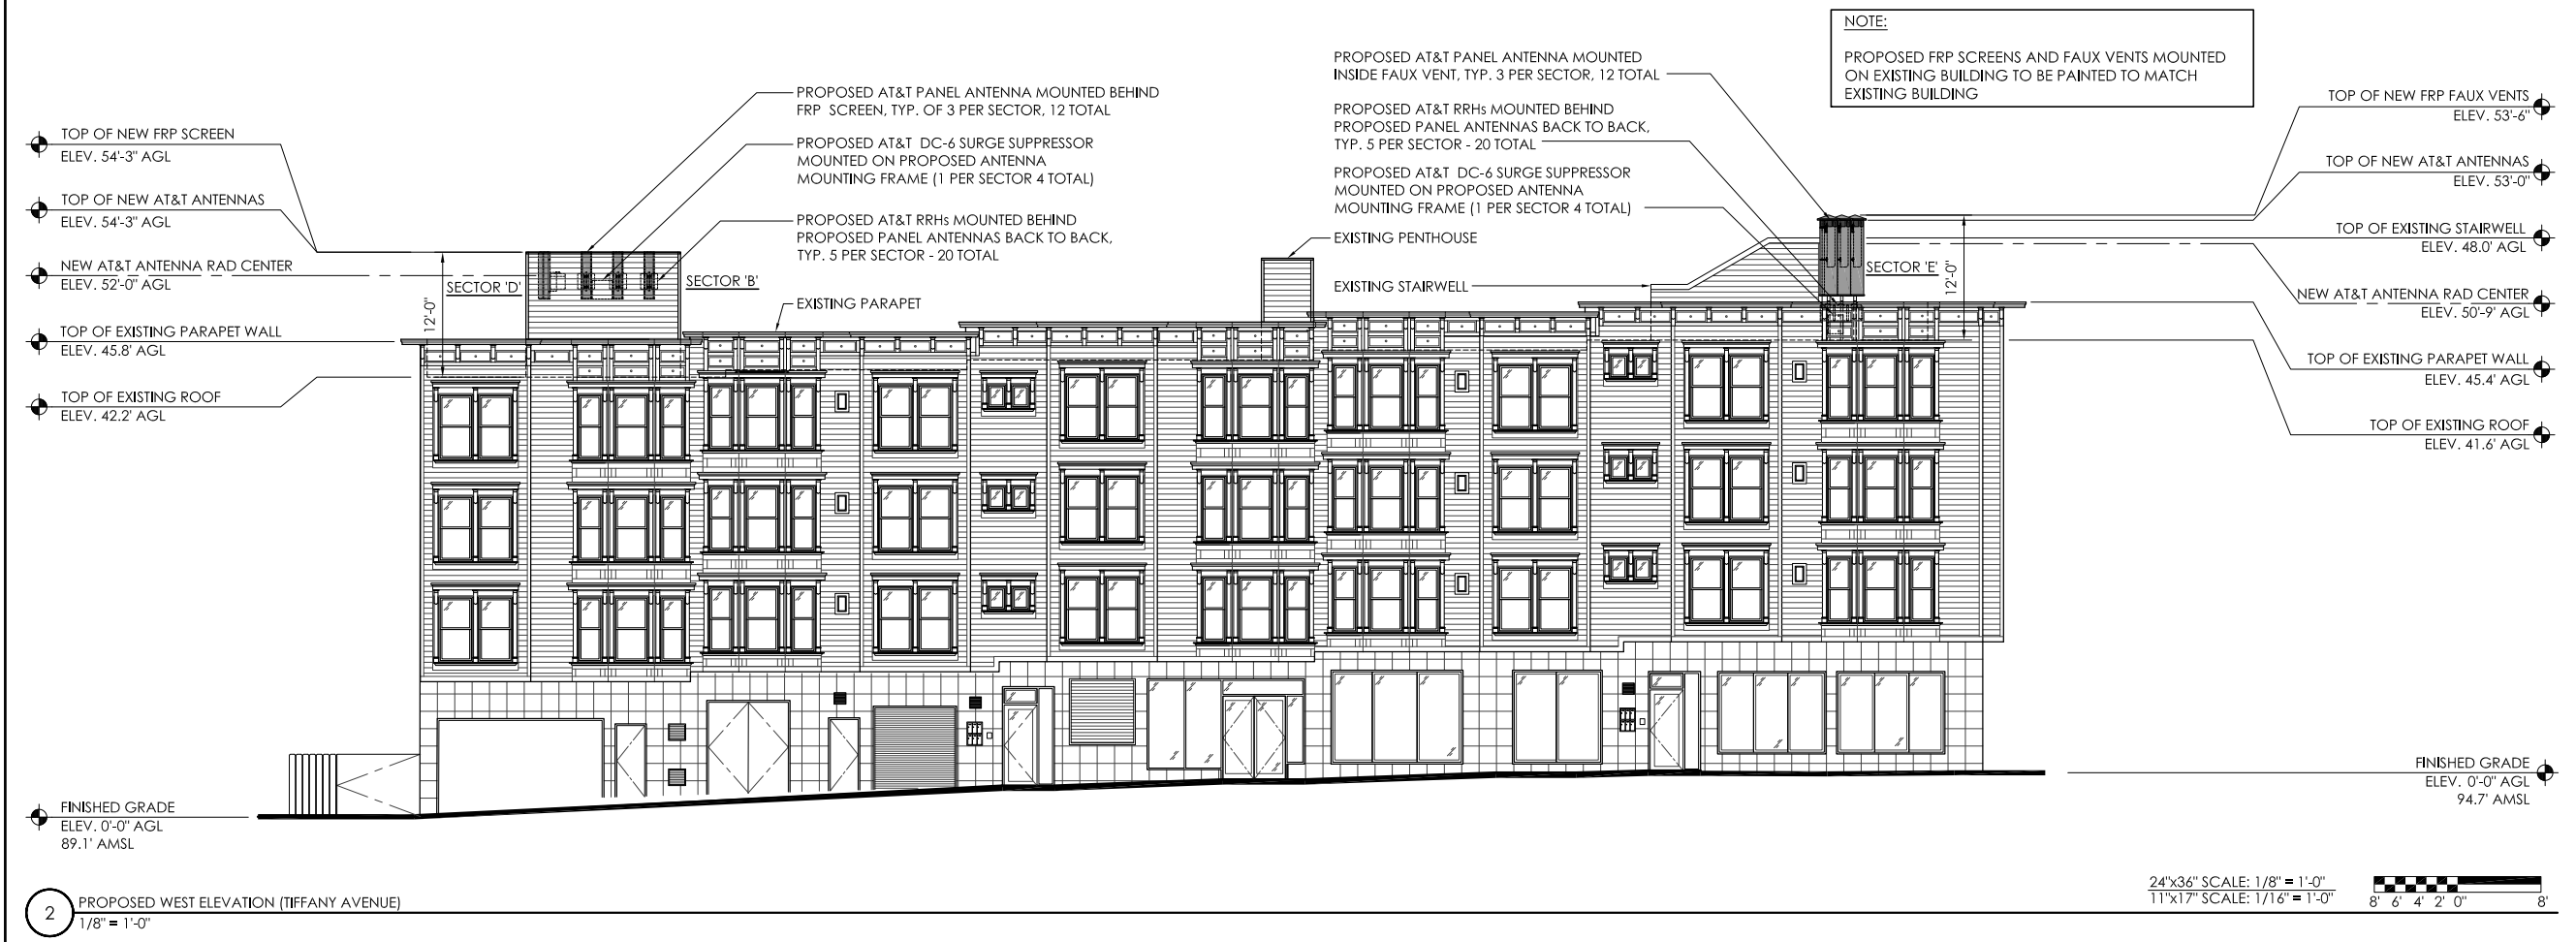 NOTE:
PROPOSED FRP SCREENS AND FAUX VENTS MOUNTED
ON EXISTING BUILDING TO BE PAINTED TO MATCH
EXISTING BUILDING
TOP OF NEW FRP SCREEN
ELEV. 54'-3" AGL
TOP OF NEW AT&T ANTENNAS
ELEV. 54'-3" AGL
NEW AT&T ANTENNA RAD CENTER
ELEV. 52'-0" AGL
TOP OF EXISTING PARAPET WALL
ELEV. 45.8' AGL
TOP OF EXISTING ROOF
ELEV. 42.2' AGL
FINISHED GRADE
ELEV. 0'-0" AGL
89.1' AMSL
12'-0"
SECTOR 'D'
SECTOR 'B'
PROPOSED AT&T PANEL ANTENNA MOUNTED BEHIND
FRP SCREEN, TYP. OF 3 PER SECTOR, 12 TOTAL
PROPOSED AT&T DC-6 SURGE SUPPRESSOR
MOUNTED ON PROPOSED ANTENNA
MOUNTING FRAME (1 PER SECTOR 4 TOTAL)
PROPOSED AT&T RRHs MOUNTED BEHIND
PROPOSED PANEL ANTENNAS BACK TO BACK,
TYP. 5 PER SECTOR - 20 TOTAL
EXISTING PARAPET
PROPOSED AT&T PANEL ANTENNA MOUNTED
INSIDE FAUX VENT, TYP. 3 PER SECTOR, 12 TOTAL
PROPOSED AT&T RRHs MOUNTED BEHIND
PROPOSED PANEL ANTENNAS BACK TO BACK,
TYP. 5 PER SECTOR - 20 TOTAL
PROPOSED AT&T DC-6 SURGE SUPPRESSOR
MOUNTED ON PROPOSED ANTENNA
MOUNTING FRAME (1 PER SECTOR 4 TOTAL)
EXISTING PENTHOUSE
EXISTING STAIRWELL
SECTOR 'E'
12'-0"
TOP OF NEW FRP FAUX VENTS
ELEV. 53'-6"
TOP OF NEW AT&T ANTENNAS
ELEV. 53'-0"
TOP OF EXISTING STAIRWELL
ELEV. 48.0' AGL
NEW AT&T ANTENNA RAD CENTER
ELEV. 50'-9" AGL
TOP OF EXISTING PARAPET WALL
ELEV. 45.4' AGL
TOP OF EXISTING ROOF
ELEV. 41.6' AGL
FINISHED GRADE
ELEV. 0'-0" AGL
94.7' AMSL
2
PROPOSED WEST ELEVATION (TIFFANY AVENUE)
1/8" = 1'-0"
24"x36" SCALE: 1/8" = 1'-0"
11"x17" SCALE: 1/16" = 1'-0"
8' 6' 4' 2' 0" 8'